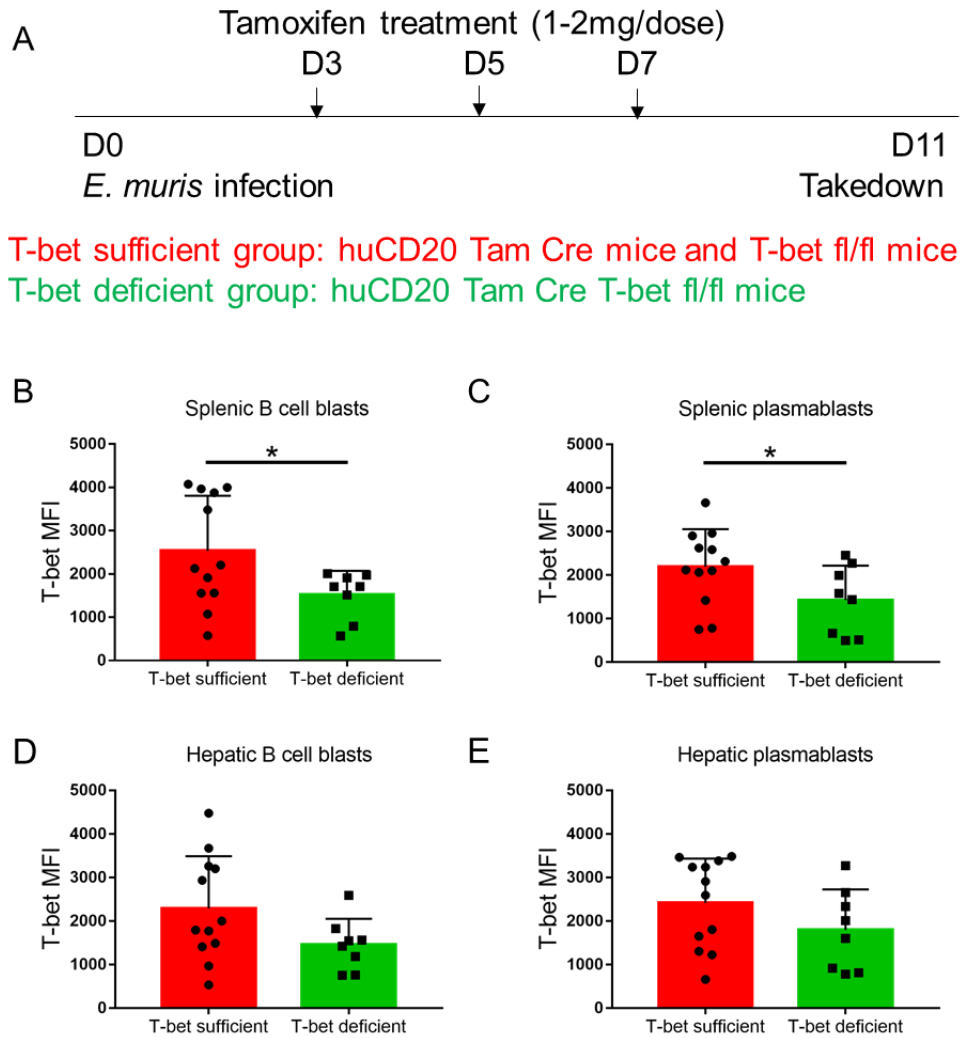 A
Tamoxifen treatment (1-2mg/dose)
D3 D5 D7
D0 D11
E. muris infection Takedown
T-bet sufficient group: huCD20 Tam Cre mice and T-bet fl/fl mice
T-bet deficient group: huCD20 Tam Cre T-bet fl/fl mice
B
Splenic B cell blasts
*
T-bet MFI
5000
4000
3000
2000
1000
0
T-bet sufficient T-bet deficient
C
Splenic plasmablasts
*
T-bet MFI
5000
4000
3000
2000
1000
0
T-bet sufficient T-bet deficient
D
Hepatic B cell blasts
T-bet MFI
5000
4000
3000
2000
1000
0
T-bet sufficient T-bet deficient
E
Hepatic plasmablasts
T-bet MFI
5000
4000
3000
2000
1000
0
T-bet sufficient T-bet deficient